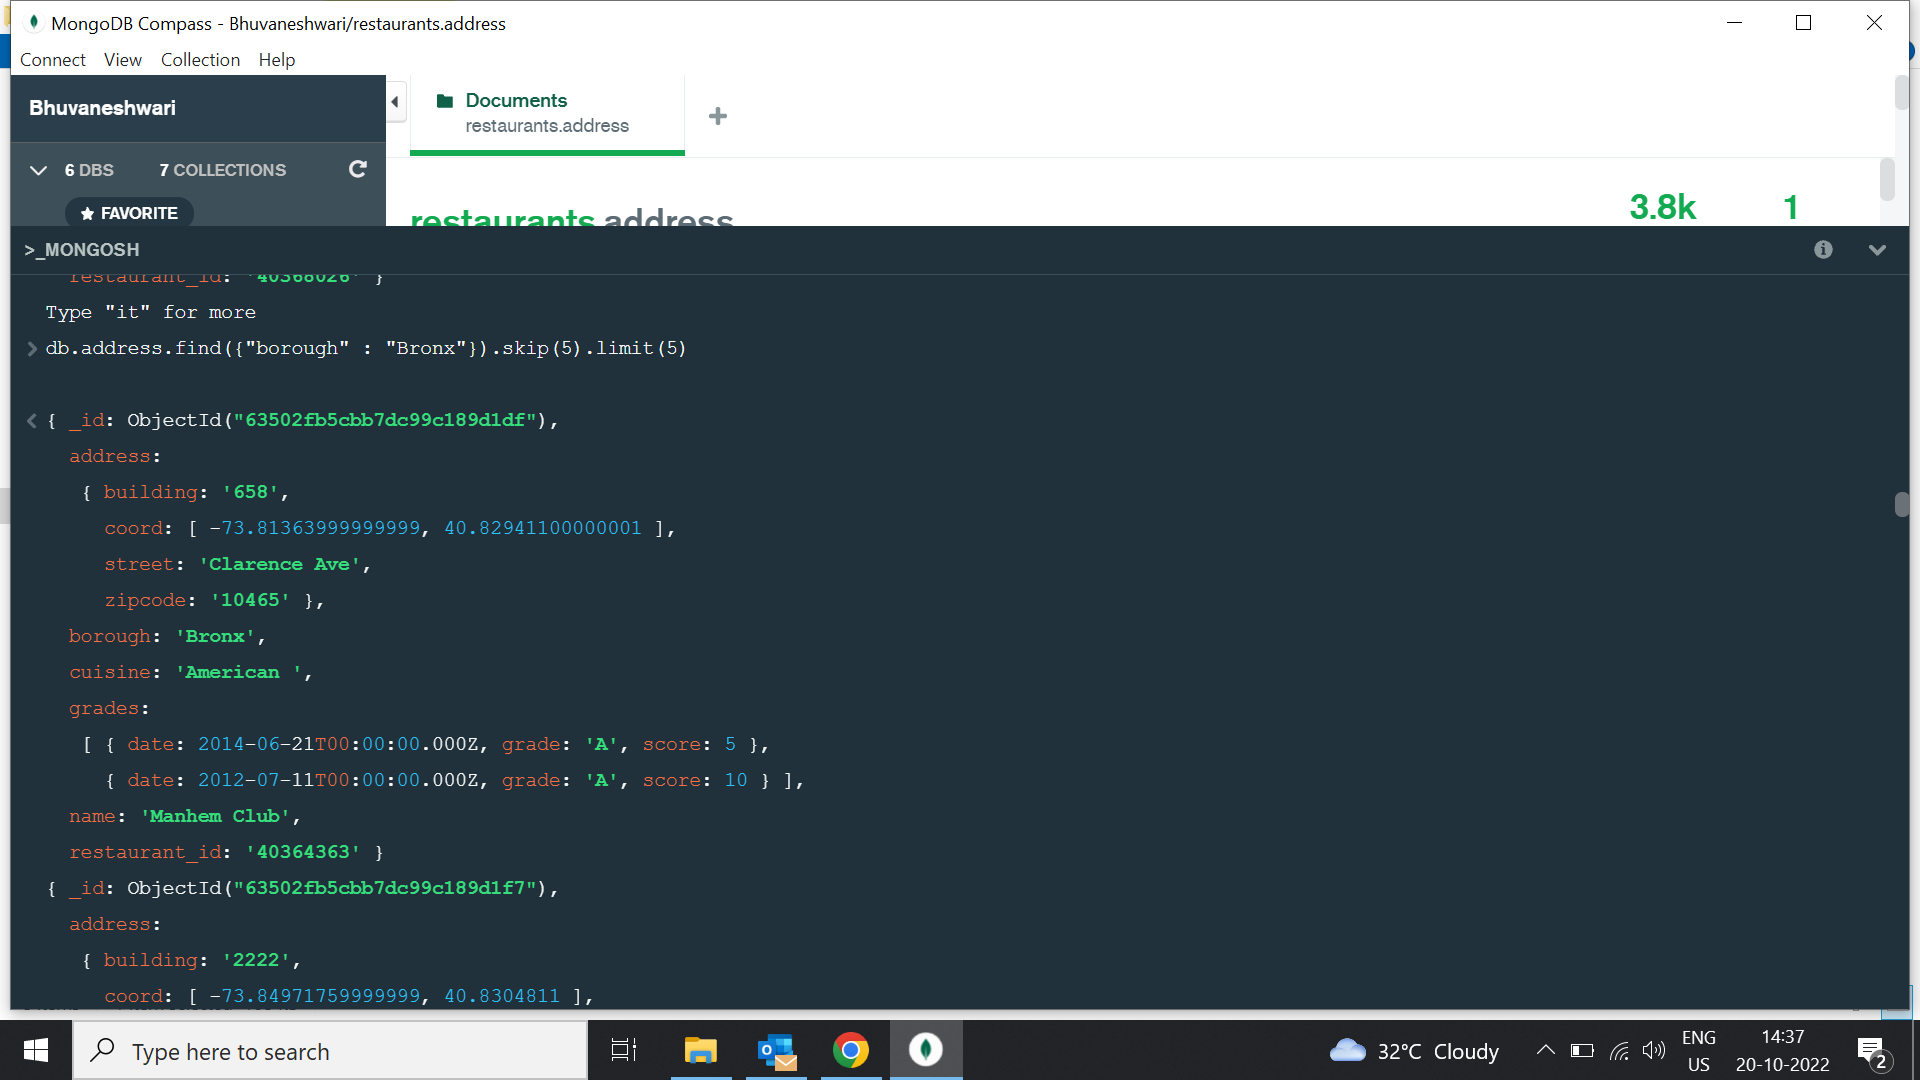 MongoDB Compass - Bhuvaneshwari/restaurants.address
Connect View Collection Help
Bhuvaneshwari
Documents
restaurants.address
6 DBS 7 COLLECTIONS
FAVORITE
restaurants.address
3.8k 1
>_MONGOSH
restaurant_id: '40368026' }
Type "it" for more
db.address.find({"borough" : "Bronx"}).skip(5).limit(5)
{ _id: ObjectId("63502fb5cbb7dc99c189d1df"),
address:
{ building: '658',
coord: [ -73.81363999999999, 40.82941100000001 ],
street: 'Clarence Ave',
zipcode: '10465' },
borough: 'Bronx',
cuisine: 'American ',
grades:
[ { date: 2014-06-21T00:00:00.000Z, grade: 'A', score: 5 },
{ date: 2012-07-11T00:00:00.000Z, grade: 'A', score: 10 } ],
name: 'Manhem Club',
restaurant_id: '40364363' }
{ _id: ObjectId("63502fb5cbb7dc99c189d1f7"),
address:
{ building: '2222',
coord: [ -73.84971759999999, 40.8304811 ],
Type here to search
32°C Cloudy
ENG
US
14:37
20-10-2022
2